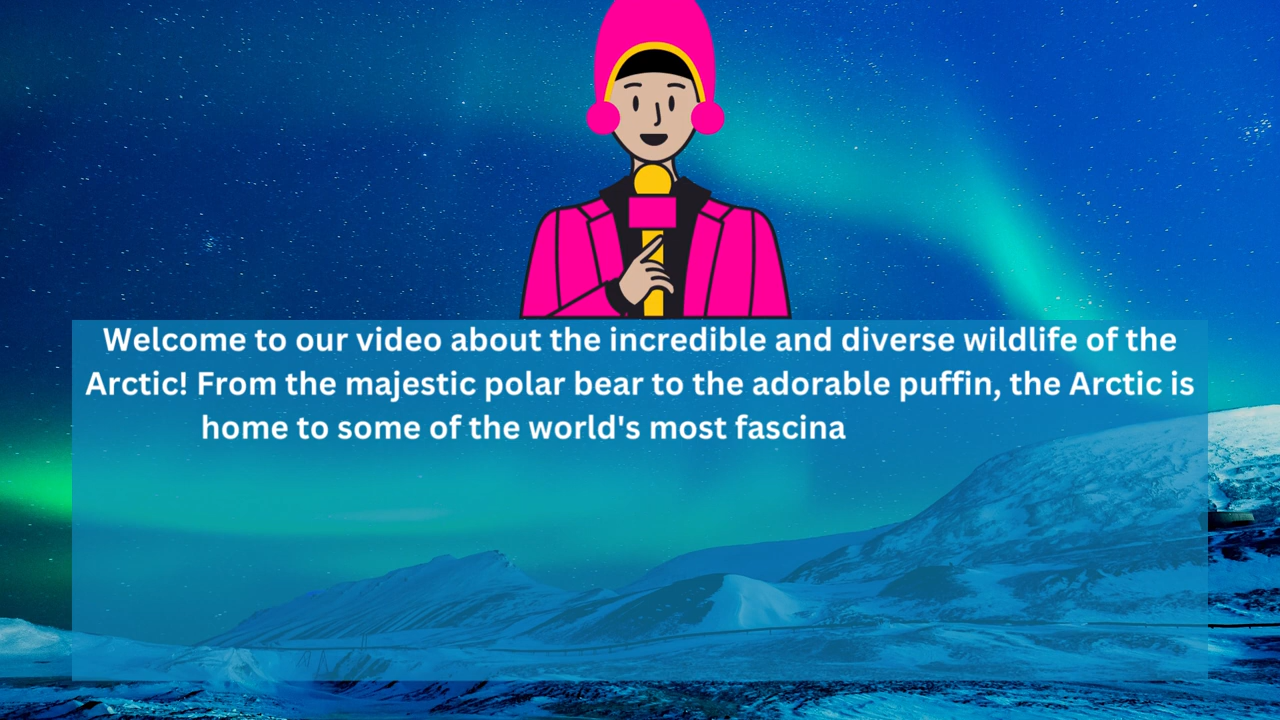 Welcome to our video about the incredible and diverse wildlife of the
Arctic! From the majestic polar bear to the adorable puffin, the Arctic is
home to some of the world's most fascina